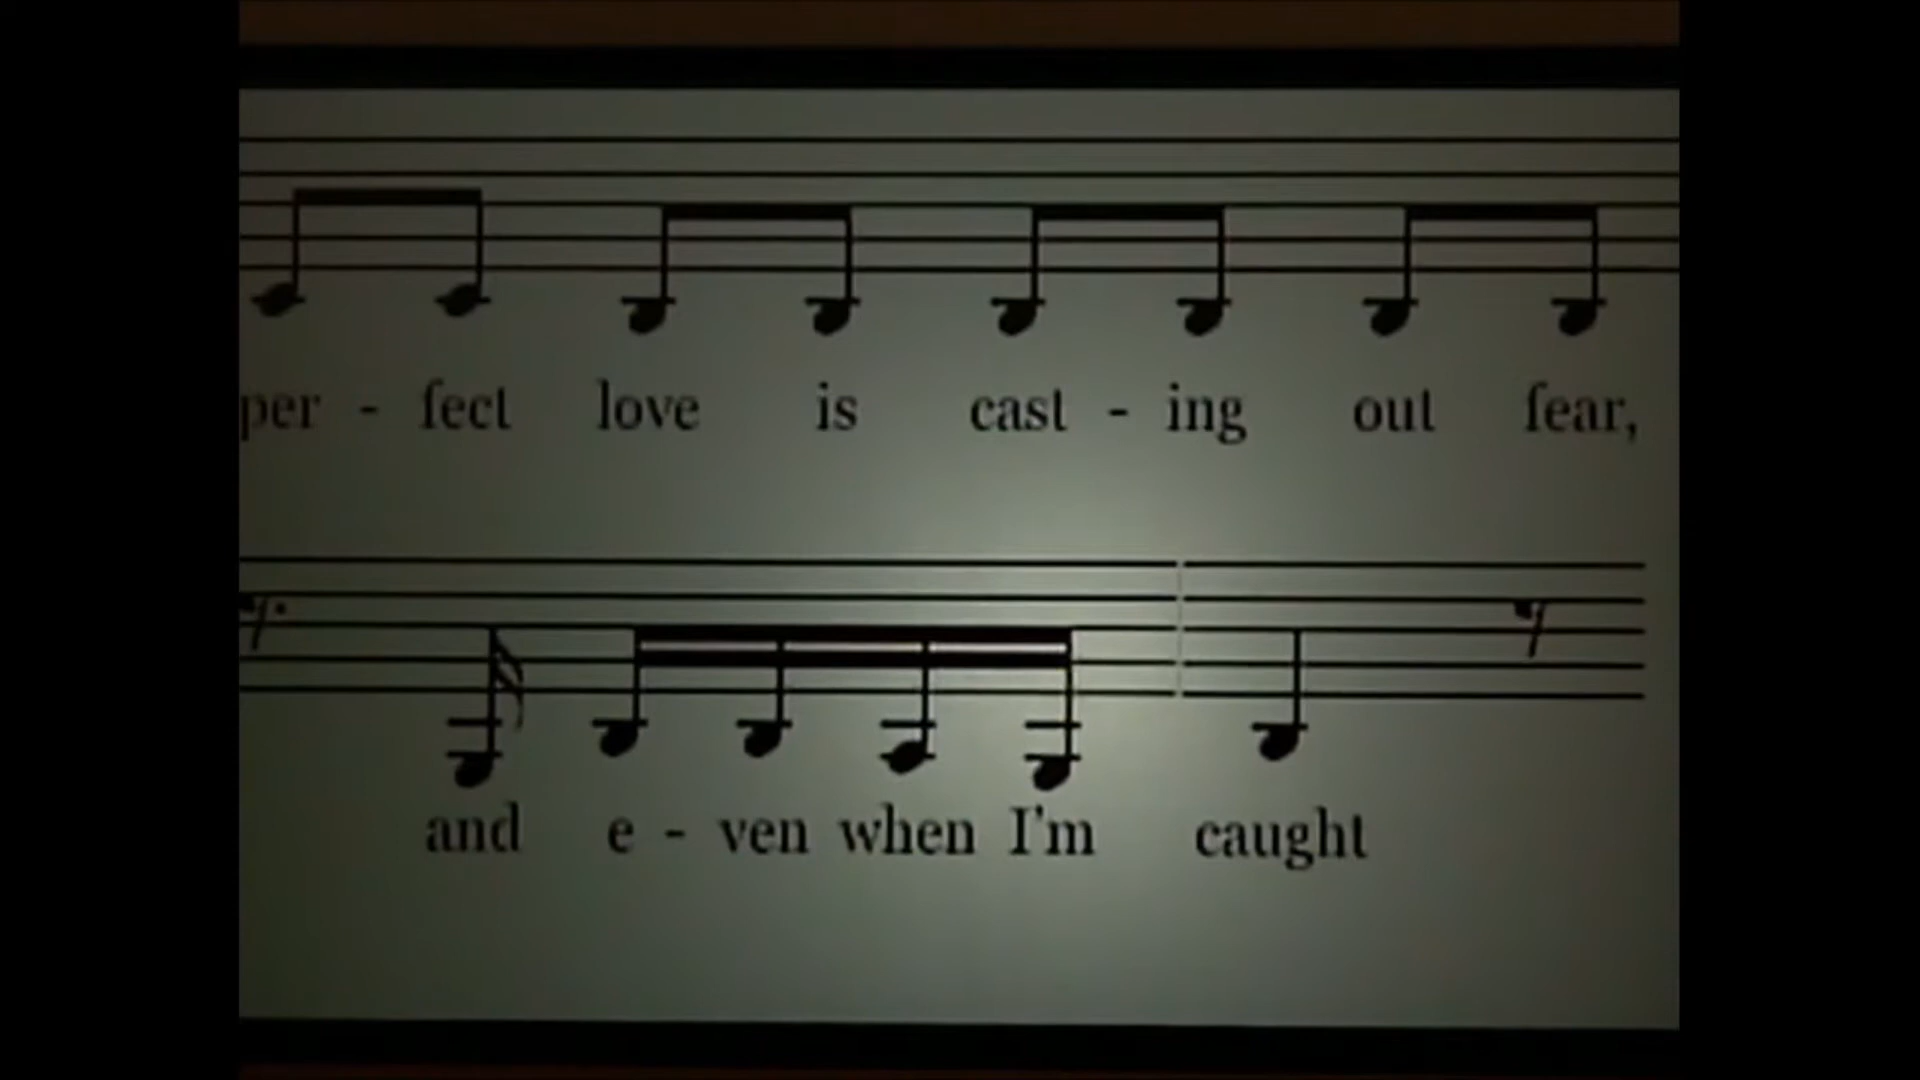 per - fect love is cast - ing out fear,
and e - ven when I'm caught